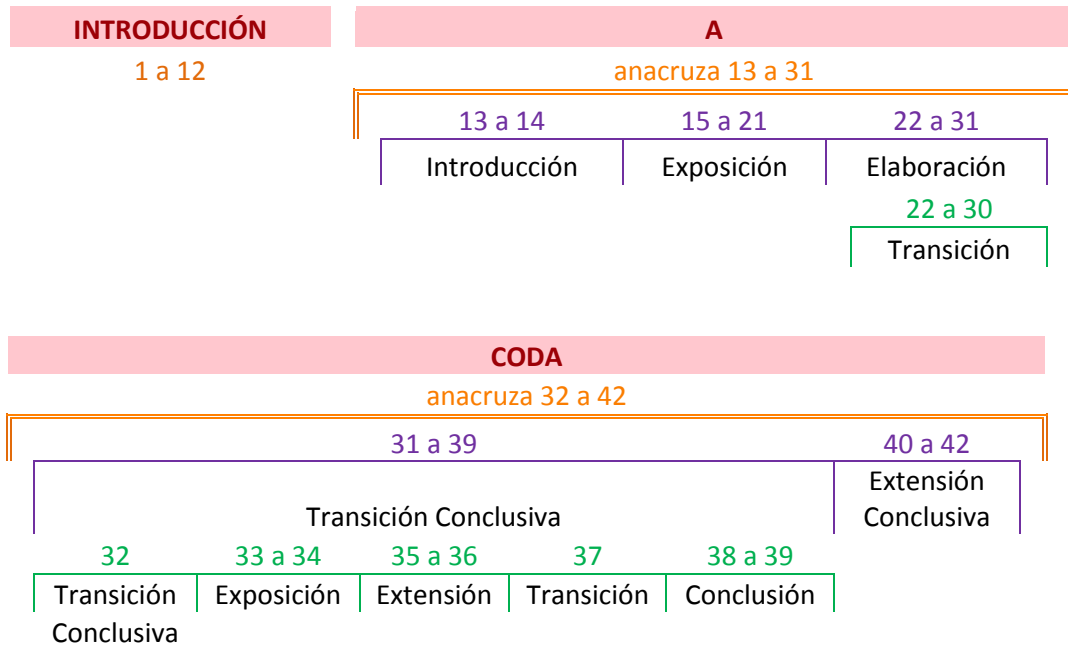 INTRODUCCIÓN A
1 a 12 anacruza 13 a 31
13 a 14 15 a 21 22 a 31
Introducción Exposición Elaboración
22 a 30
Transición
CODA
anacruza 32 a 42
31 a 39 40 a 42
Extensión
Transición Conclusiva Conclusiva
32 33 a 34 35 a 36 37 38 a 39
Transición Exposición Extensión Transición Conclusión
Conclusiva